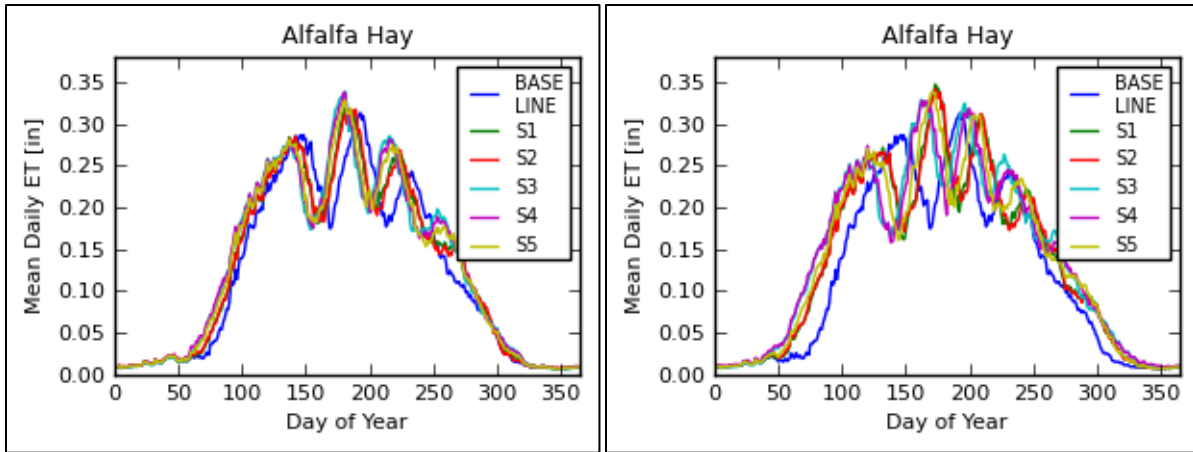 Alfalfa Hay
Mean Daily ET [in]
0.35
0.30
0.25
0.20
0.15
0.10
0.05
0.00
0 50 100 150 200 250 300 350
Day of Year
BASE
LINE
S1
S2
S3
S4
S5
Alfalfa Hay
Mean Daily ET [in]
0.35
0.30
0.25
0.20
0.15
0.10
0.05
0.00
0 50 100 150 200 250 300 350
Day of Year
BASE
LINE
S1
S2
S3
S4
S5